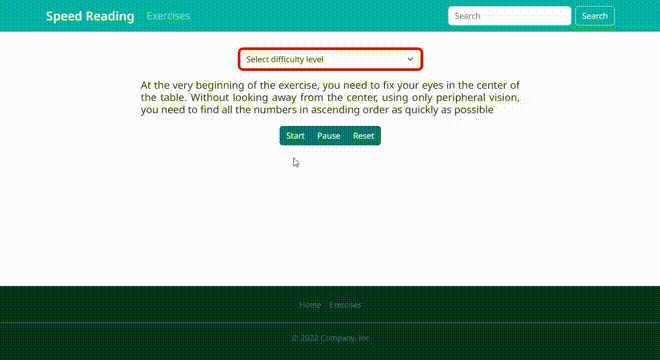 Speed Reading Exercises Search Search
Select difficulty level
At the very beginning of the exercise, you need to fix your eyes in the center of
the table. Without looking away from the center, using only peripheral vision,
you need to find all the numbers in ascending order as quickly as possible
Start Pause Reset
Home Exercises
© 2022 Company, Inc